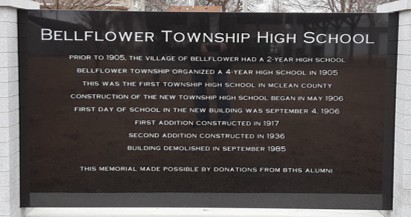 BELLFLOWER TOWNSHIP HIGH SCHOOL
PRIOR TO 1905, THE VILLAGE OF BELLFLOWER HAD A 2-YEAR HIGH SCHOOL
BELLFLOWER TOWNSHIP ORGANIZED A 4-YEAR HIGH SCHOOL IN 1905
THIS WAS THE FIRST TOWNSHIP HIGH SCHOOL IN MCLEAN COUNTY
CONSTRUCTION OF THE NEW TOWNSHIP HIGH SCHOOL BEGAN IN MAY 1906
FIRST DAY OF SCHOOL IN THE NEW BUILDING WAS SEPTEMBER 4, 1906
FIRST ADDITION CONSTRUCTED IN 1917
SECOND ADDITION CONSTRUCTED IN 1936
BUILDING DEMOLISHED IN SEPTEMBER 1985
THIS MEMORIAL MADE POSSIBLE BY DONATIONS FROM BTHS ALUMNI